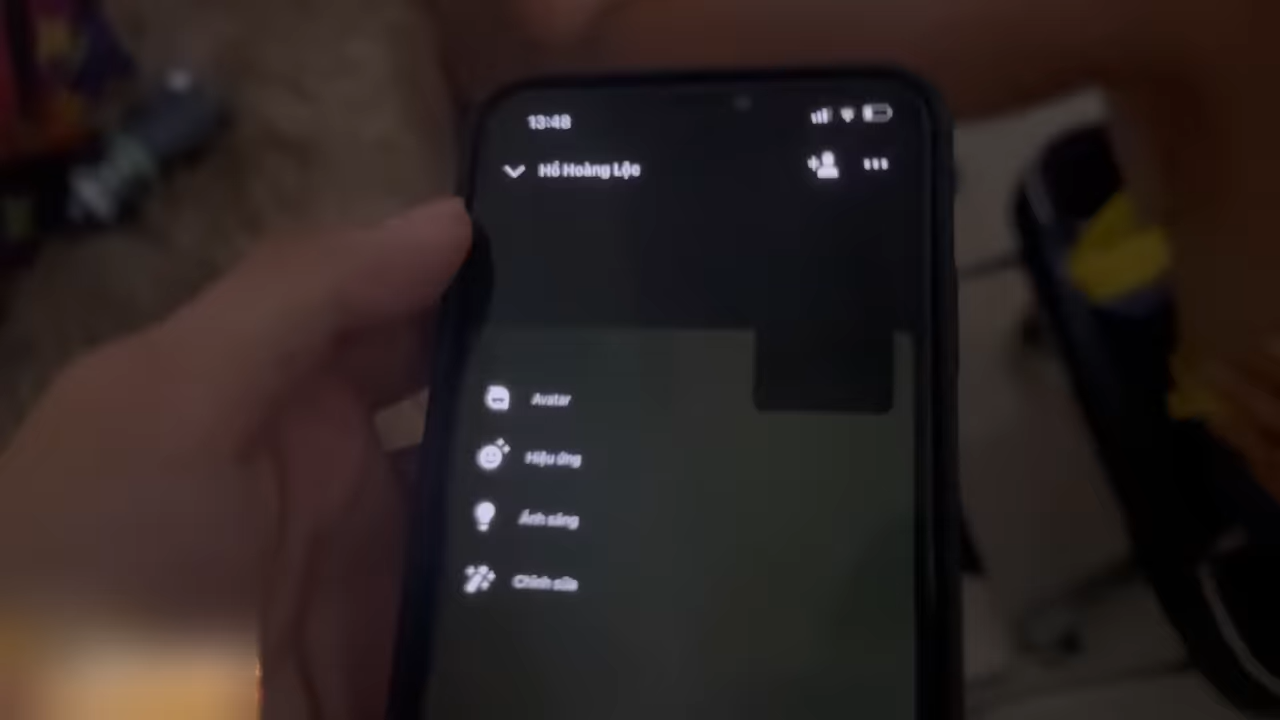 13:48
Hồ Hoàng Lộc
Avatar
Hiệu ứng
Ánh sáng
Chỉnh sửa